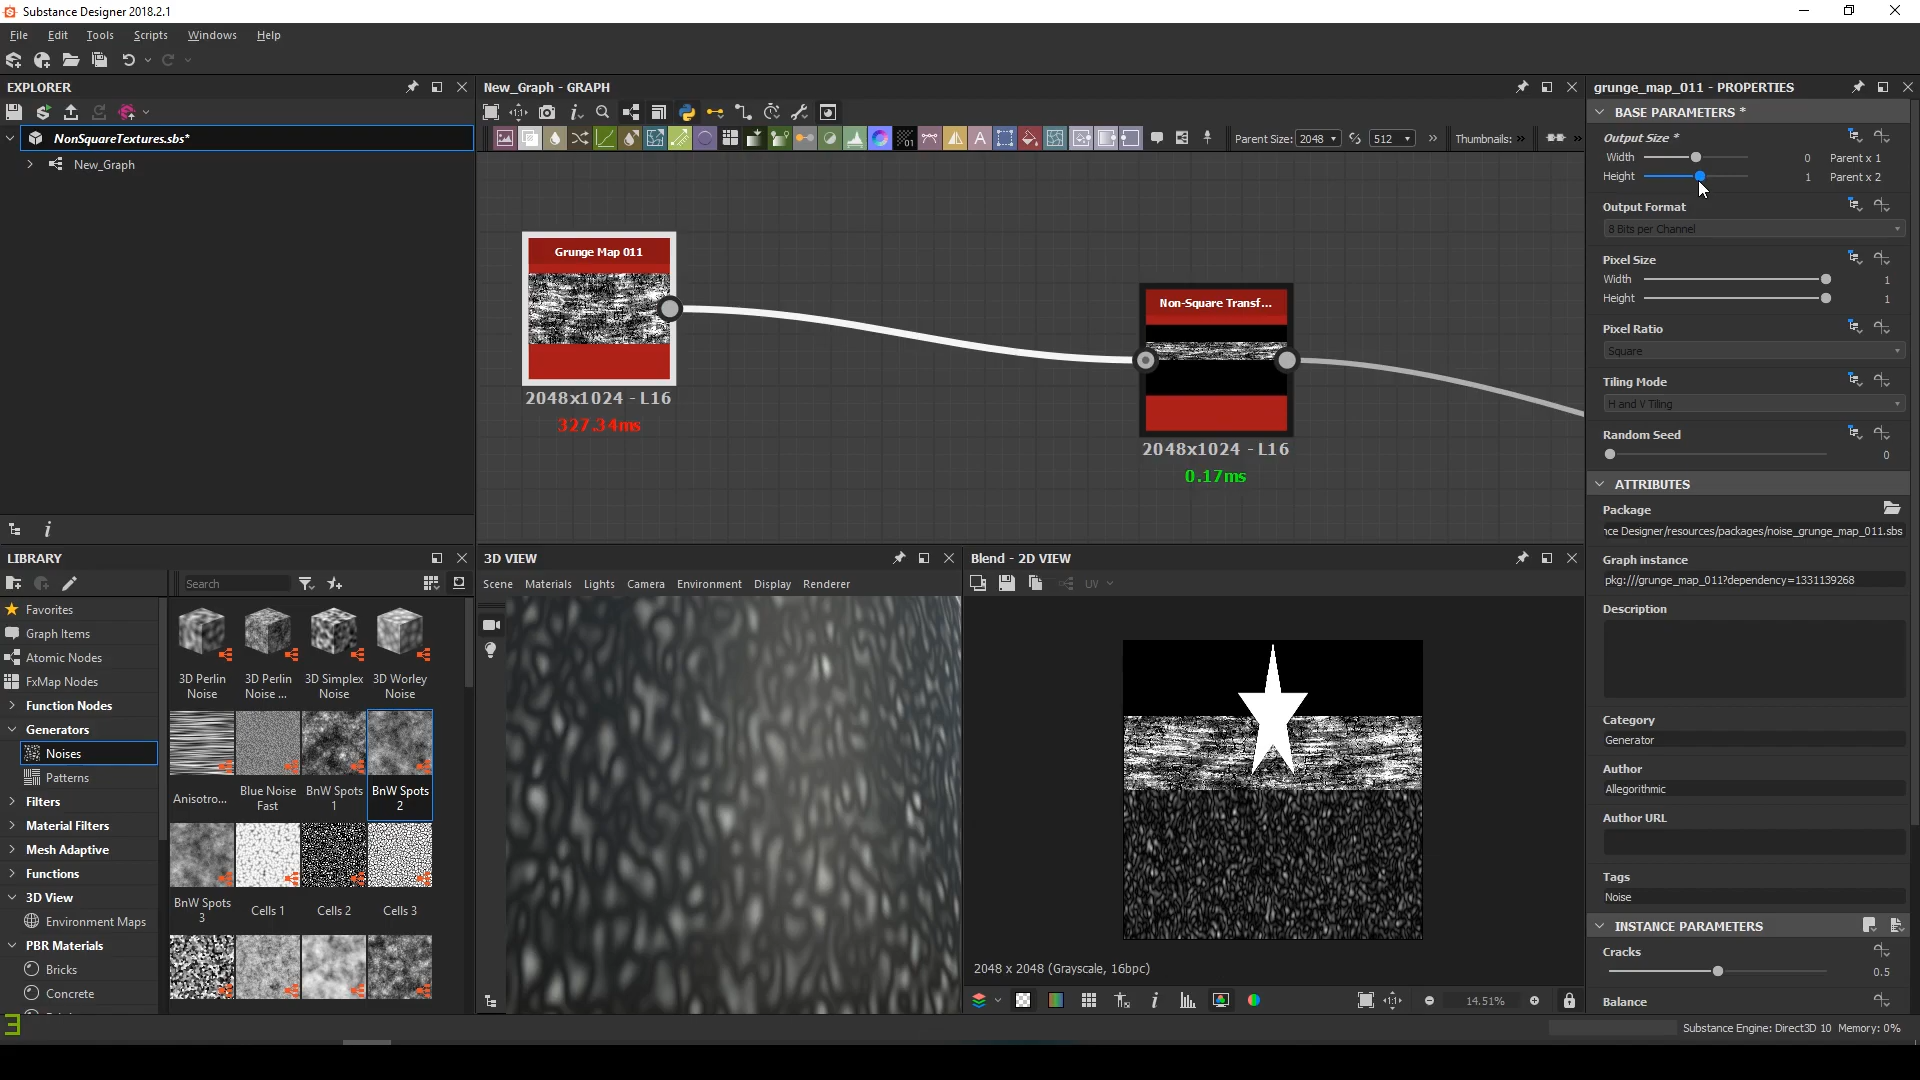 Substance Designer 2018.2.1
File Edit Tools Scripts Windows Help
EXPLORER
NonSquareTextures.sbs*
New_Graph
New_Graph - GRAPH
Parent Size: 2048 512 » Thumbnails: » »
Grunge Map 011
2048x1024 - L16
327.34ms
Non-Square Transf...
2048x1024 - L16
0.17ms
grunge_map_011 - PROPERTIES
BASE PARAMETERS *
Output Size *
Width 0 Parent x 1
Height 1 Parent x 2
Output Format
8 Bits per Channel
Pixel Size
Width 1
Height 1
Pixel Ratio
Square
Tiling Mode
H and V Tiling
Random Seed
0
ATTRIBUTES
Package
nce Designer/resources/packages/noise_grunge_map_011.sbs
Graph instance
pkg:///grunge_map_011?dependency=1331139268
Description
Category
Generator
Author
Allegorithmic
Author URL
Tags
Noise
INSTANCE PARAMETERS
Cracks
0.5
Balance
LIBRARY
Search
Favorites
Graph Items
Atomic Nodes
FxMap Nodes
Function Nodes
Generators
Noises
Patterns
Filters
Material Filters
Mesh Adaptive
Functions
3D View
Environment Maps
PBR Materials
Bricks
Concrete
3D Perlin Noise
3D Perlin Noise ...
3D Simplex Noise
3D Worley Noise
Anisotro...
Blue Noise Fast
BnW Spots 1
BnW Spots 2
BnW Spots 3
Cells 1
Cells 2
Cells 3
3D VIEW
Scene Materials Lights Camera Environment Display Renderer
Blend - 2D VIEW
UV
2048 x 2048 (Grayscale, 16bpc)
14.51%
Substance Engine: Direct3D 10 Memory: 0%